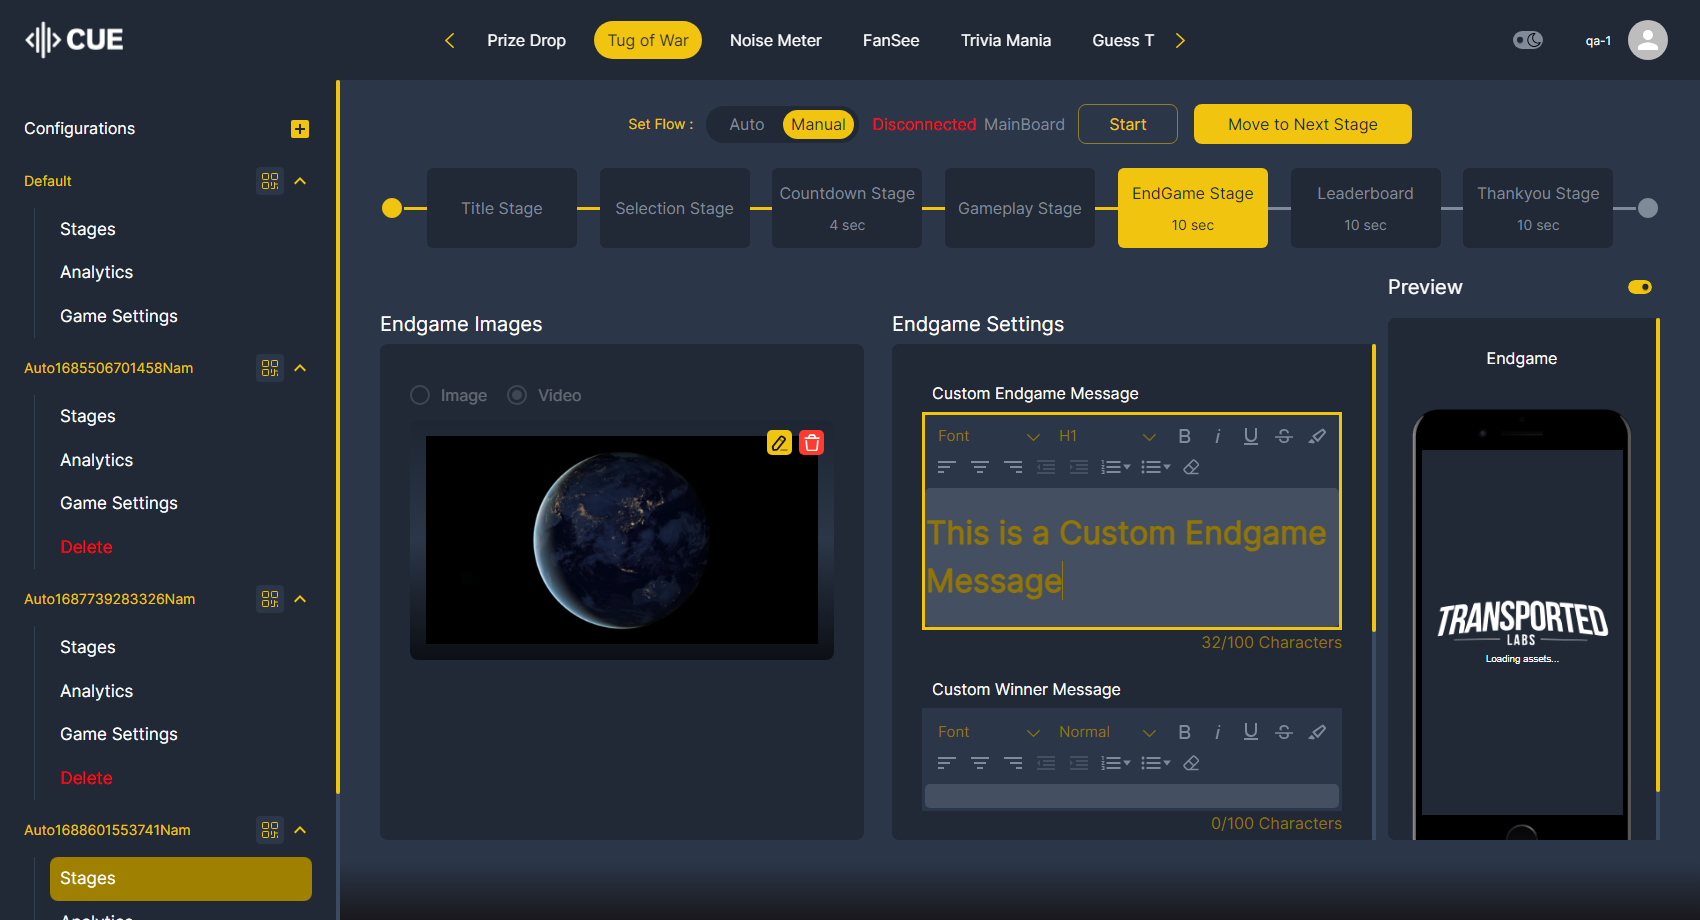 CUE
Prize Drop
Tug of War
Noise Meter
FanSee
Trivia Mania
Guess T
qa-1
Configurations
Default
Stages
Analytics
Game Settings
Auto1685506701458Nam
Stages
Analytics
Game Settings
Delete
Auto1687739283326Nam
Stages
Analytics
Game Settings
Delete
Auto1688601553741Nam
Stages
Analytics
Set Flow :
Auto
Manual
Disconnected MainBoard
Start
Move to Next Stage
Title Stage
Selection Stage
Countdown Stage
4 sec
Gameplay Stage
EndGame Stage
10 sec
Leaderboard
10 sec
Thankyou Stage
10 sec
Endgame Images
Image
Video
Endgame Settings
Custom Endgame Message
Font
H1
B i U S
This is a Custom Endgame
Message
32/100 Characters
Custom Winner Message
Font
Normal
B i U S
0/100 Characters
Preview
Endgame
TRANSPORTED
LABS
Loading assets...